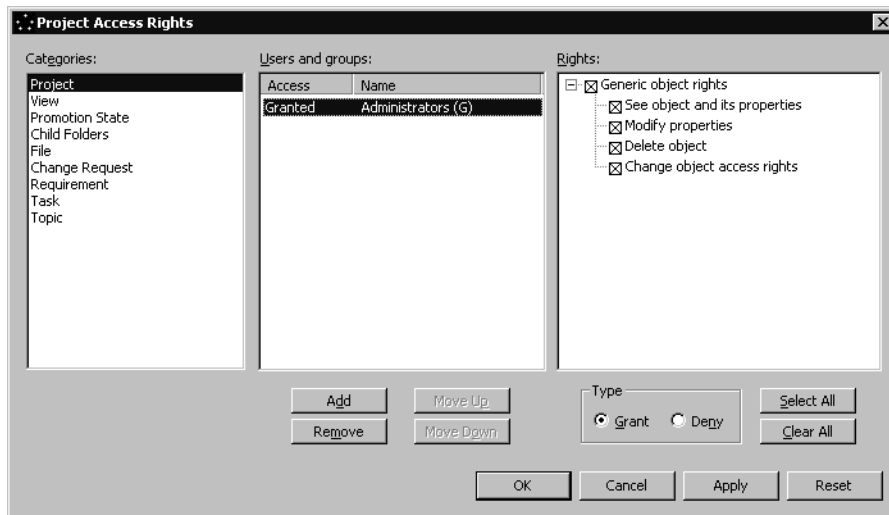 Project Access Rights
Categories:
Users and groups:
Rights:
Project
View
Promotion State
Child Folders
File
Change Request
Requirement
Task
Topic
Access Name
Granted Administrators (G)
Generic object rights
See object and its properties
Modify properties
Delete object
Change object access rights
Add
Move Up
Remove
Move Down
Type
Grant Deny
Select All
Clear All
OK
Cancel
Apply
Reset